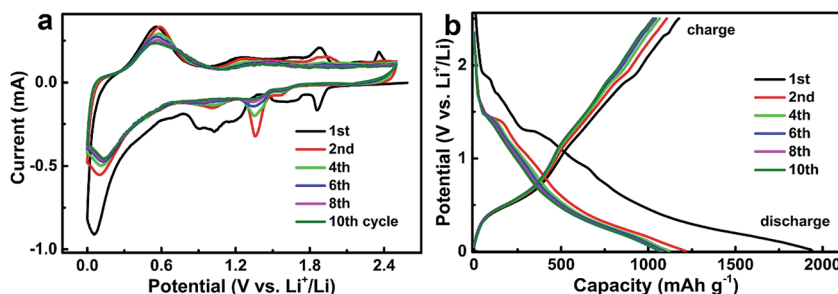 a
Current (mA)
0.4
0.0
-0.5
-1.0
0.0
0.6
1.2
1.8
2.4
Potential (V vs. Li⁺/Li)
1st
2nd
4th
6th
8th
10th cycle
b
Potential (V vs. Li⁺/Li)
2
1
0
0
500
1000
1500
2000
Capacity (mAh g⁻¹)
charge
1st
2nd
4th
6th
8th
10th
discharge